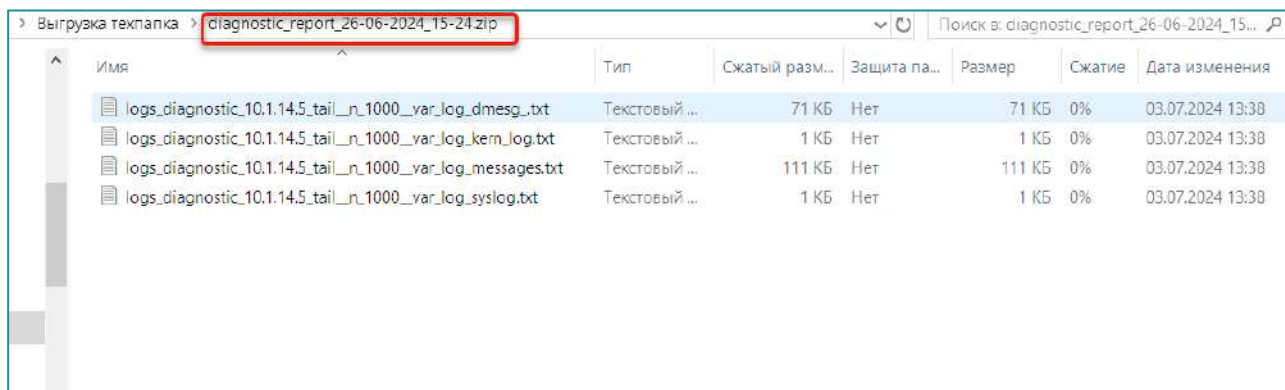 > Выгрузка техпапка > diagnostic_report_26-06-2024_15-24.zip Поиск в: diagnostic_report_26-06-2024_15...
Имя Тип Сжатый разм... Защита па... Размер Сжатие Дата изменения
logs_diagnostic_10.1.14.5_tail__n_1000__var_log_dmesg_.txt Текстовый ... 71 КБ Нет 71 КБ 0% 03.07.2024 13:38
logs_diagnostic_10.1.14.5_tail__n_1000__var_log_kern_log.txt Текстовый ... 1 КБ Нет 1 КБ 0% 03.07.2024 13:38
logs_diagnostic_10.1.14.5_tail__n_1000__var_log_messages.txt Текстовый ... 111 КБ Нет 111 КБ 0% 03.07.2024 13:38
logs_diagnostic_10.1.14.5_tail__n_1000__var_log_syslog.txt Текстовый ... 1 КБ Нет 1 КБ 0% 03.07.2024 13:38